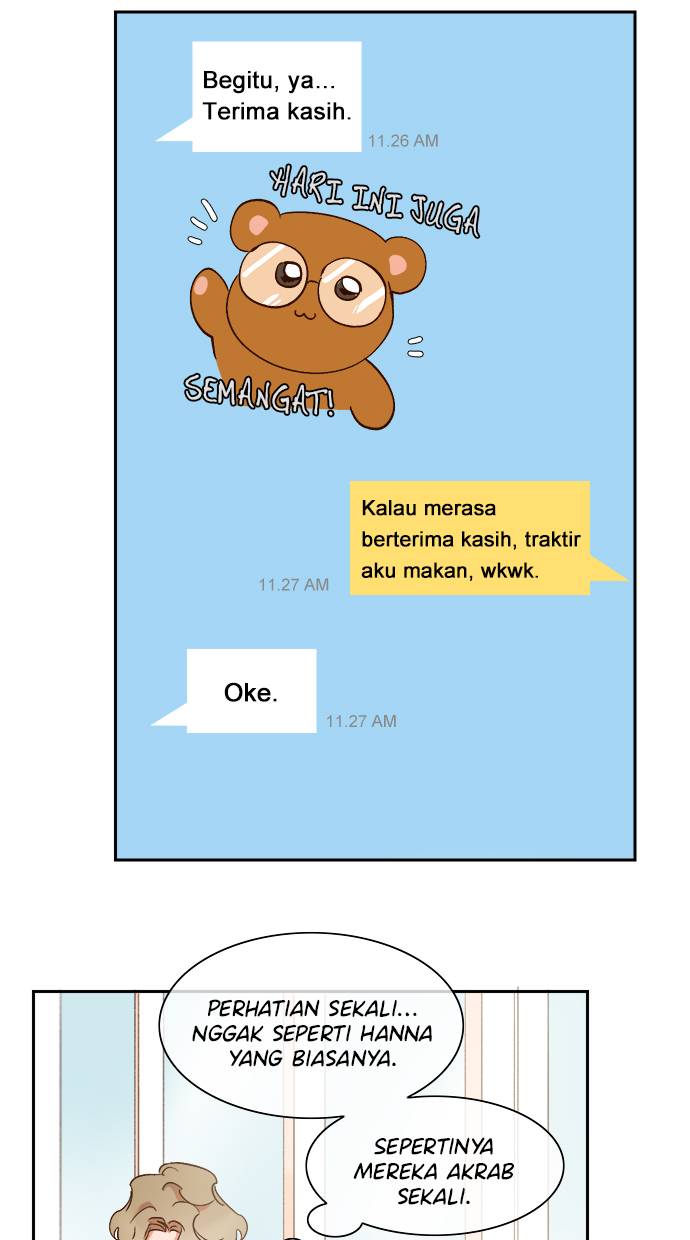 Begitu, ya...
Terima kasih.
11.26 AM
HARI INI JUGA
SEMANGAT!
Kalau merasa
berterima kasih, traktir
aku makan, wkwk.
11.27 AM
Oke.
11.27 AM
PERHATIAN SEKALI...
NGGAK SEPERTI HANNA
YANG BIASANYA.
SEPERTINYA
MEREKA AKRAB
SEKALI.